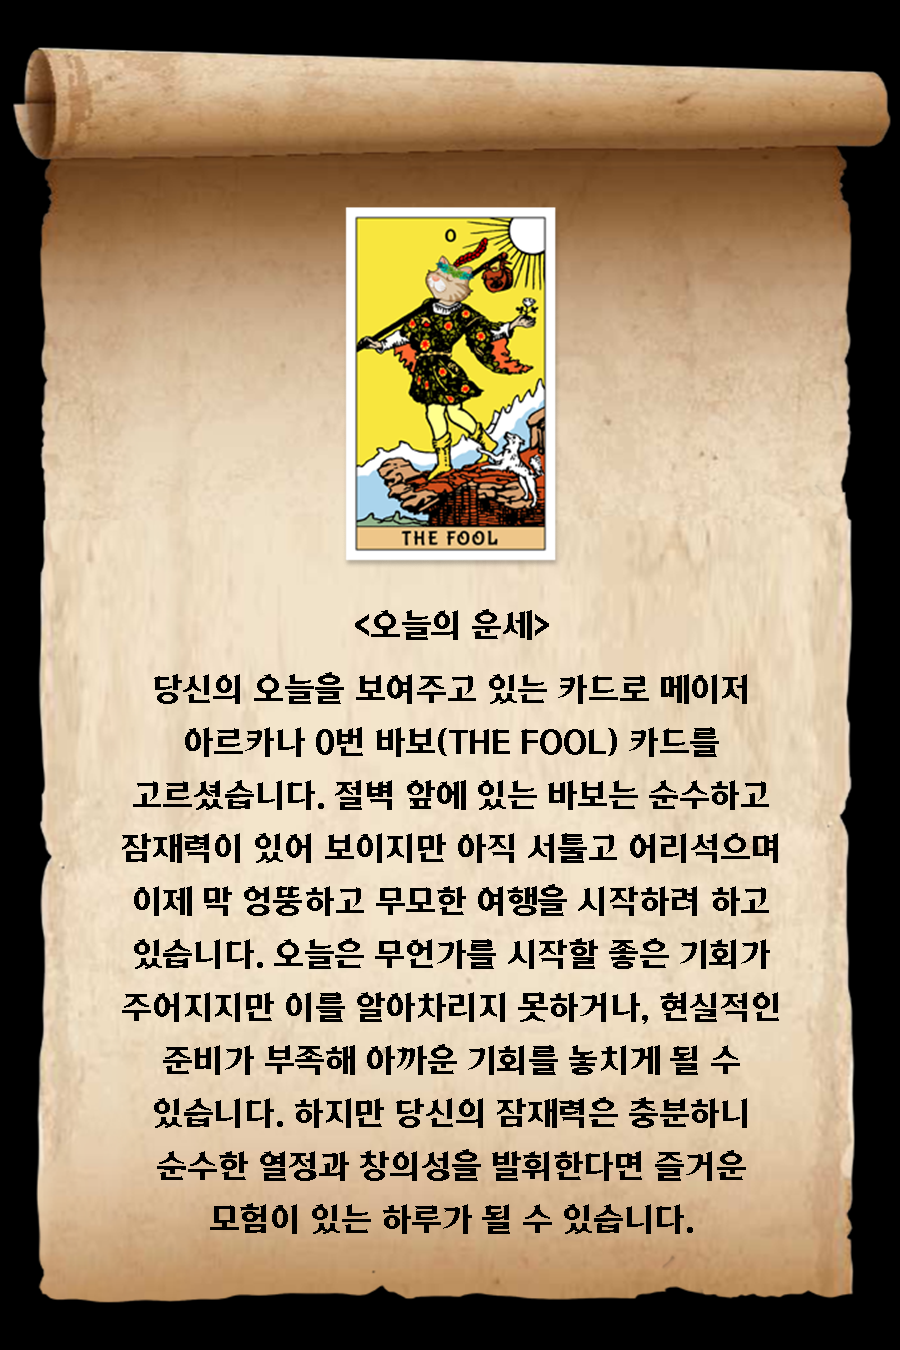 0
THE FOOL
<오늘의 운세>
당신의 오늘을 보여주고 있는 카드로 메이저
아르카나 0번 바보(THE FOOL) 카드를
고르셨습니다. 절벽 앞에 있는 바보는 순수하고
잠재력이 있어 보이지만 아직 서툴고 어리석으며
이제 막 엉뚱하고 무모한 여행을 시작하려 하고
있습니다. 오늘은 무언가를 시작할 좋은 기회가
주어지지만 이를 알아차리지 못하거나, 현실적인
준비가 부족해 아까운 기회를 놓치게 될 수
있습니다. 하지만 당신의 잠재력은 충분하니
순수한 열정과 창의성을 발휘한다면 즐거운
모험이 있는 하루가 될 수 있습니다.